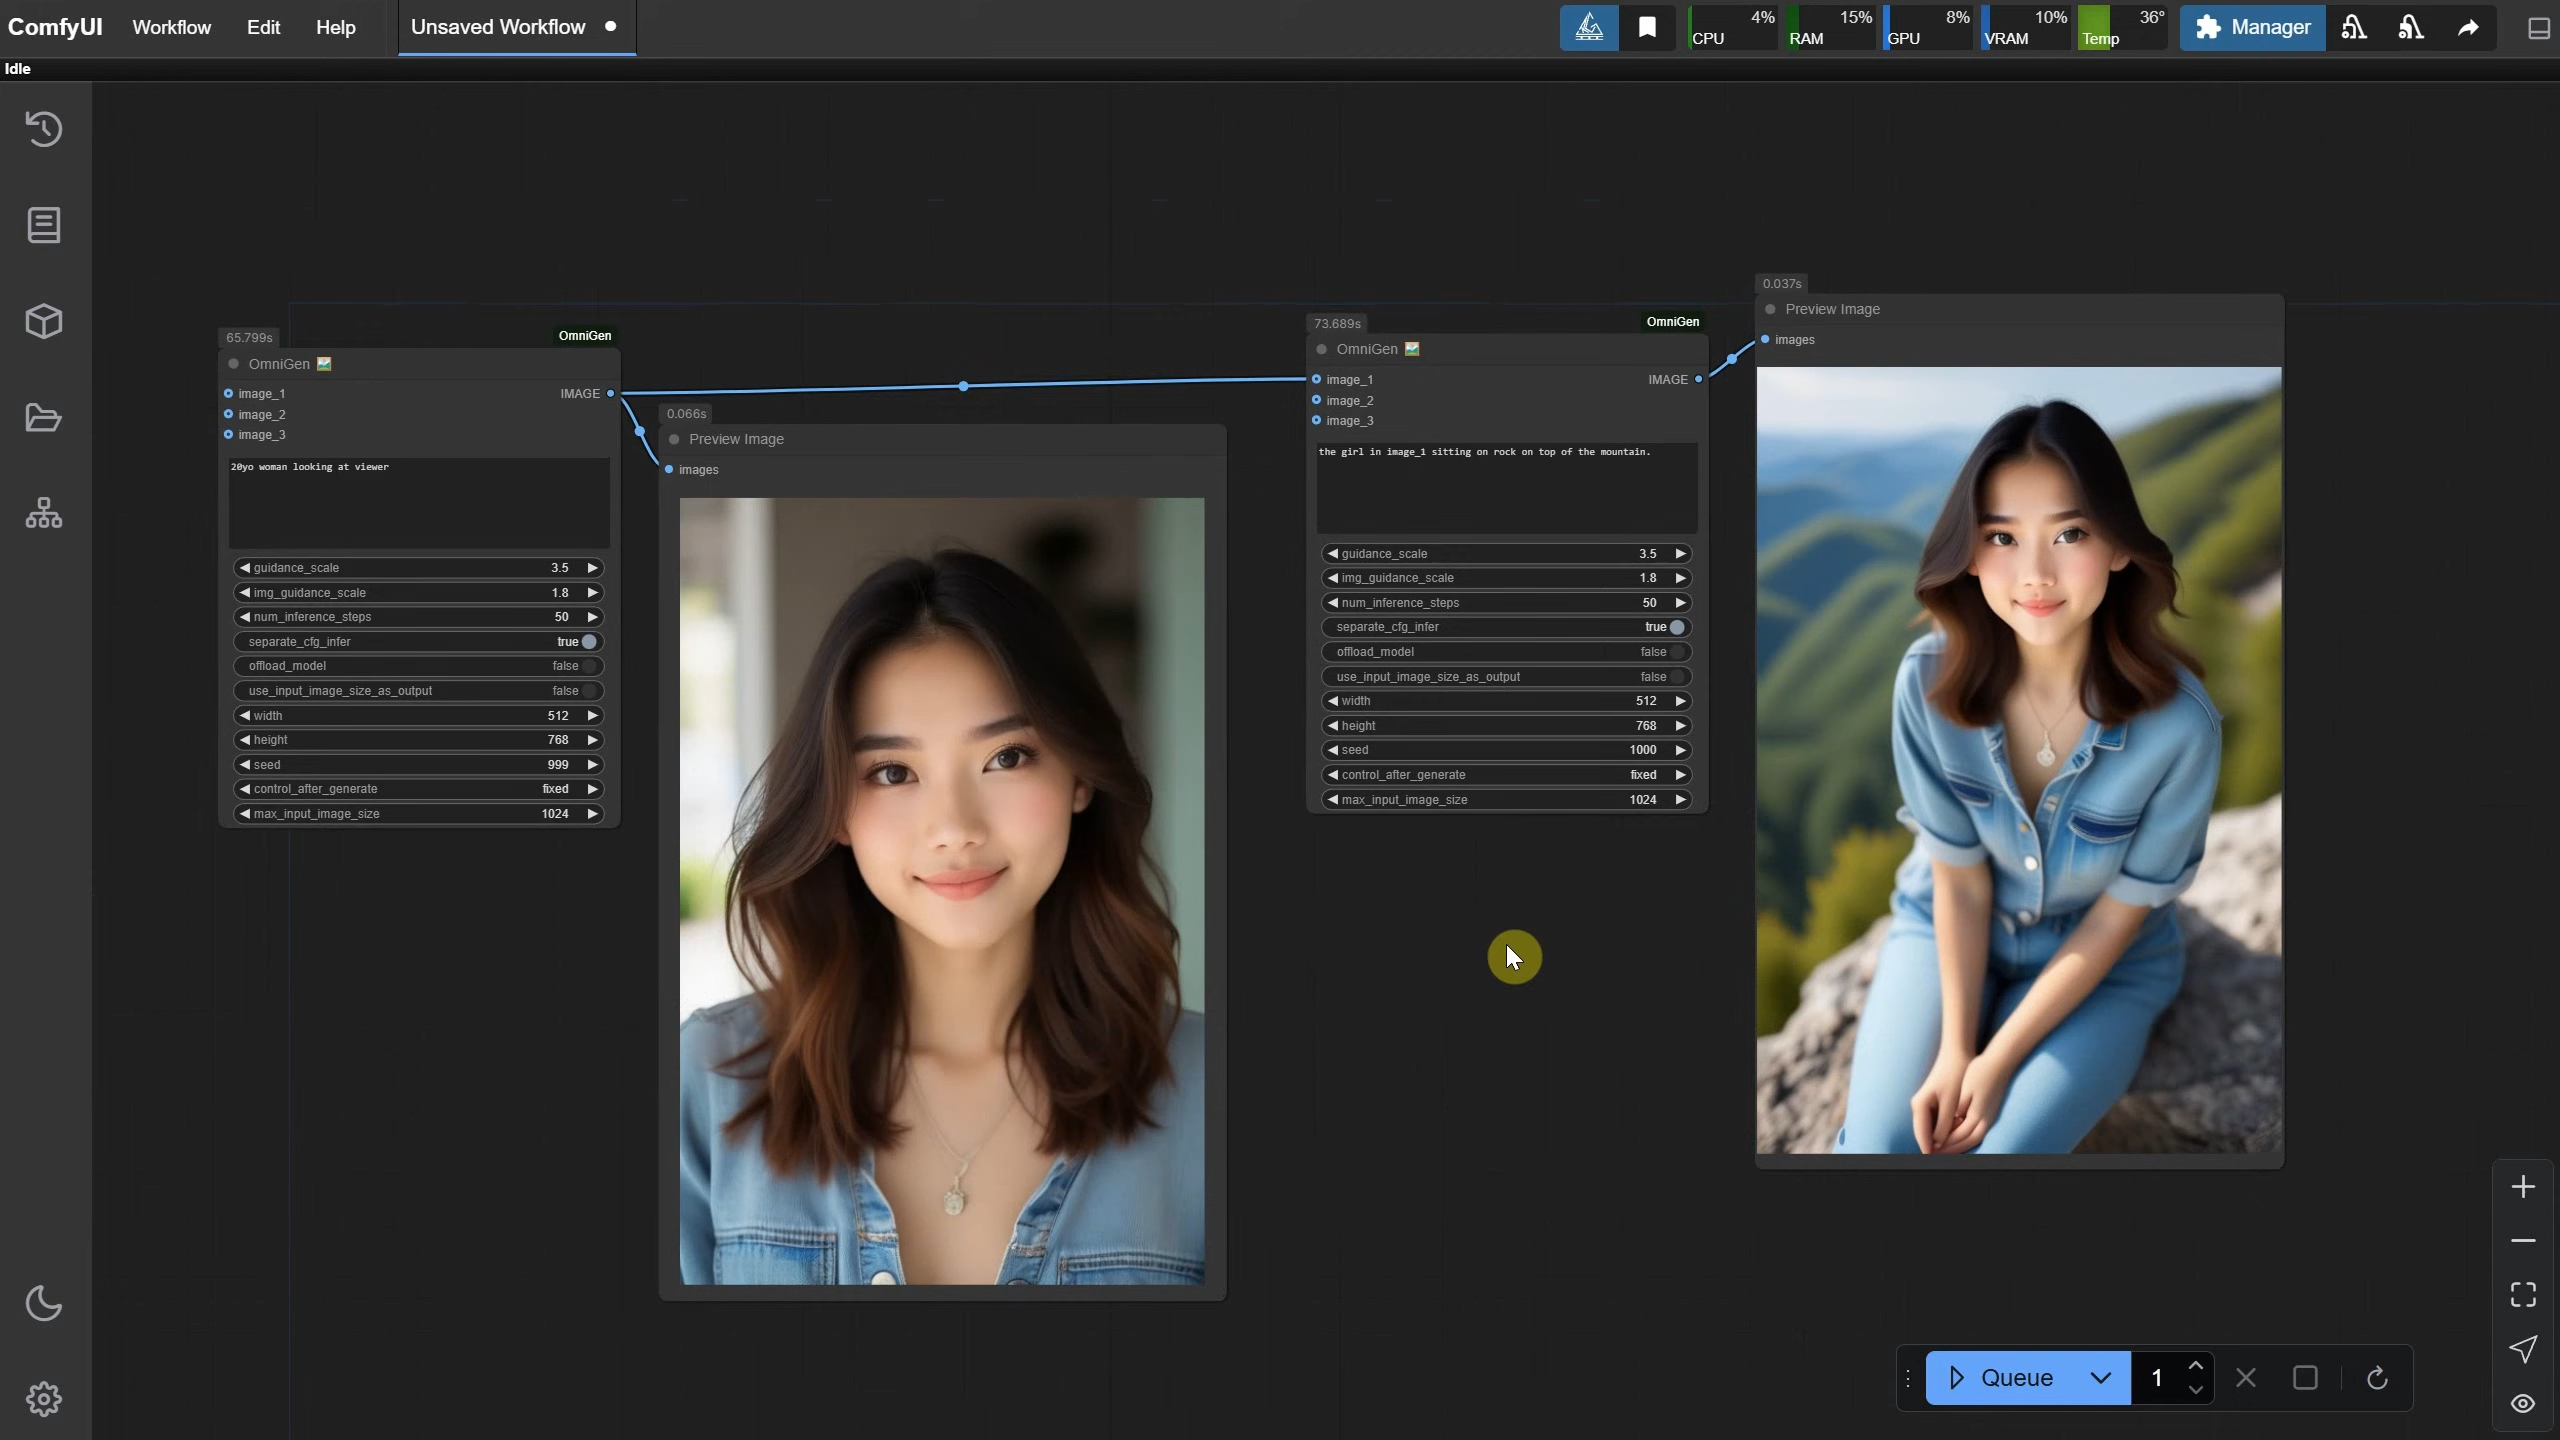 ComfyUI Workflow Edit Help Unsaved Workflow 4% CPU 15% RAM 8% GPU 10% VRAM 36° Temp Manager
Idle
65.799s OmniGen
OmniGen
image_1 IMAGE
image_2
image_3
20yo woman looking at viewer
guidance_scale 3.5
img_guidance_scale 1.8
num_inference_steps 50
separate_cfg_infer true
offload_model false
use_input_image_size_as_output false
width 512
height 768
seed 999
control_after_generate fixed
max_input_image_size 1024
0.066s
Preview Image
images
73.689s OmniGen
OmniGen
image_1 IMAGE
image_2
image_3
the girl in image_1 sitting on rock on top of the mountain.
guidance_scale 3.5
img_guidance_scale 1.8
num_inference_steps 50
separate_cfg_infer true
offload_model false
use_input_image_size_as_output false
width 512
height 768
seed 1000
control_after_generate fixed
max_input_image_size 1024
0.037s
Preview Image
images
Queue 1